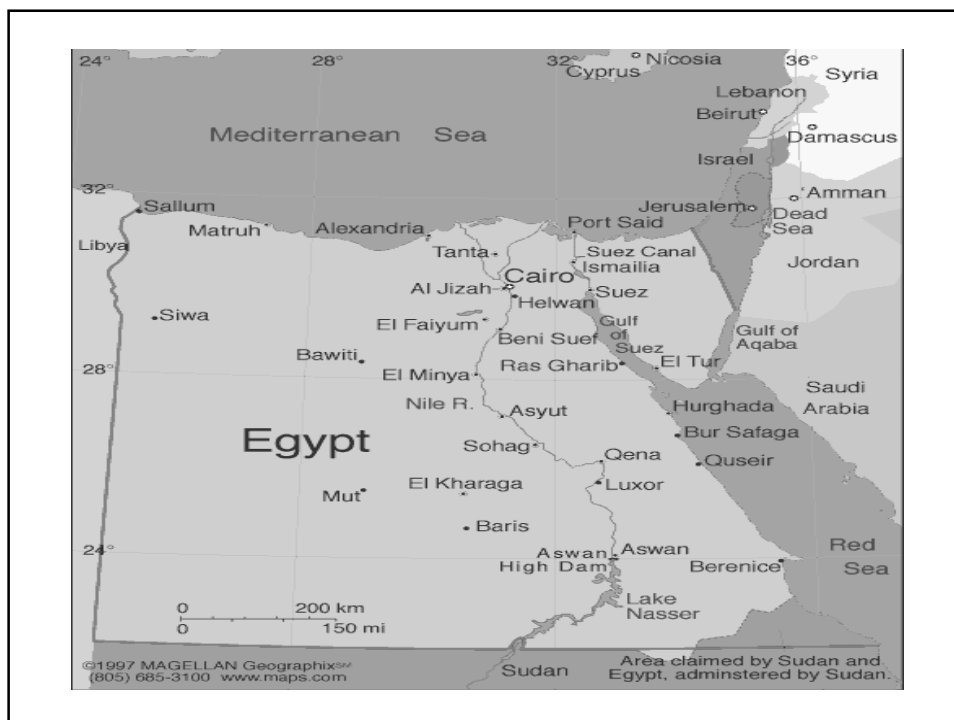 24°
28°
32°
36°
Nicosia
Cyprus
Syria
Lebanon
Beirut
Damascus
Mediterranean Sea
Israel
32°
Sallum
Amman
Jerusalem
Dead
Sea
Matruh
Alexandria
Port Said
Libya
Tanta
Suez Canal
Ismailia
Jordan
Cairo
Al Jizah
Suez
Helwan
Siwa
El Faiyum
Gulf
of
Suez
Gulf of
Aqaba
Beni Suef
Bawiti
Ras Gharib
El Tur
28°
El Minya
Saudi
Arabia
Nile R.
Asyut
Hurghada
Egypt
Bur Safaga
Sohag
Qena
Quseir
El Kharaga
Mut
Luxor
Baris
24°
Aswan
High Dam
Aswan
Berenice
Red
Sea
Lake
Nasser
0 200 km
0 150 mi
©1997 MAGELLAN Geographix℠
(805) 685-3100 www.maps.com
Sudan
Area claimed by Sudan and
Egypt, adminstered by Sudan.